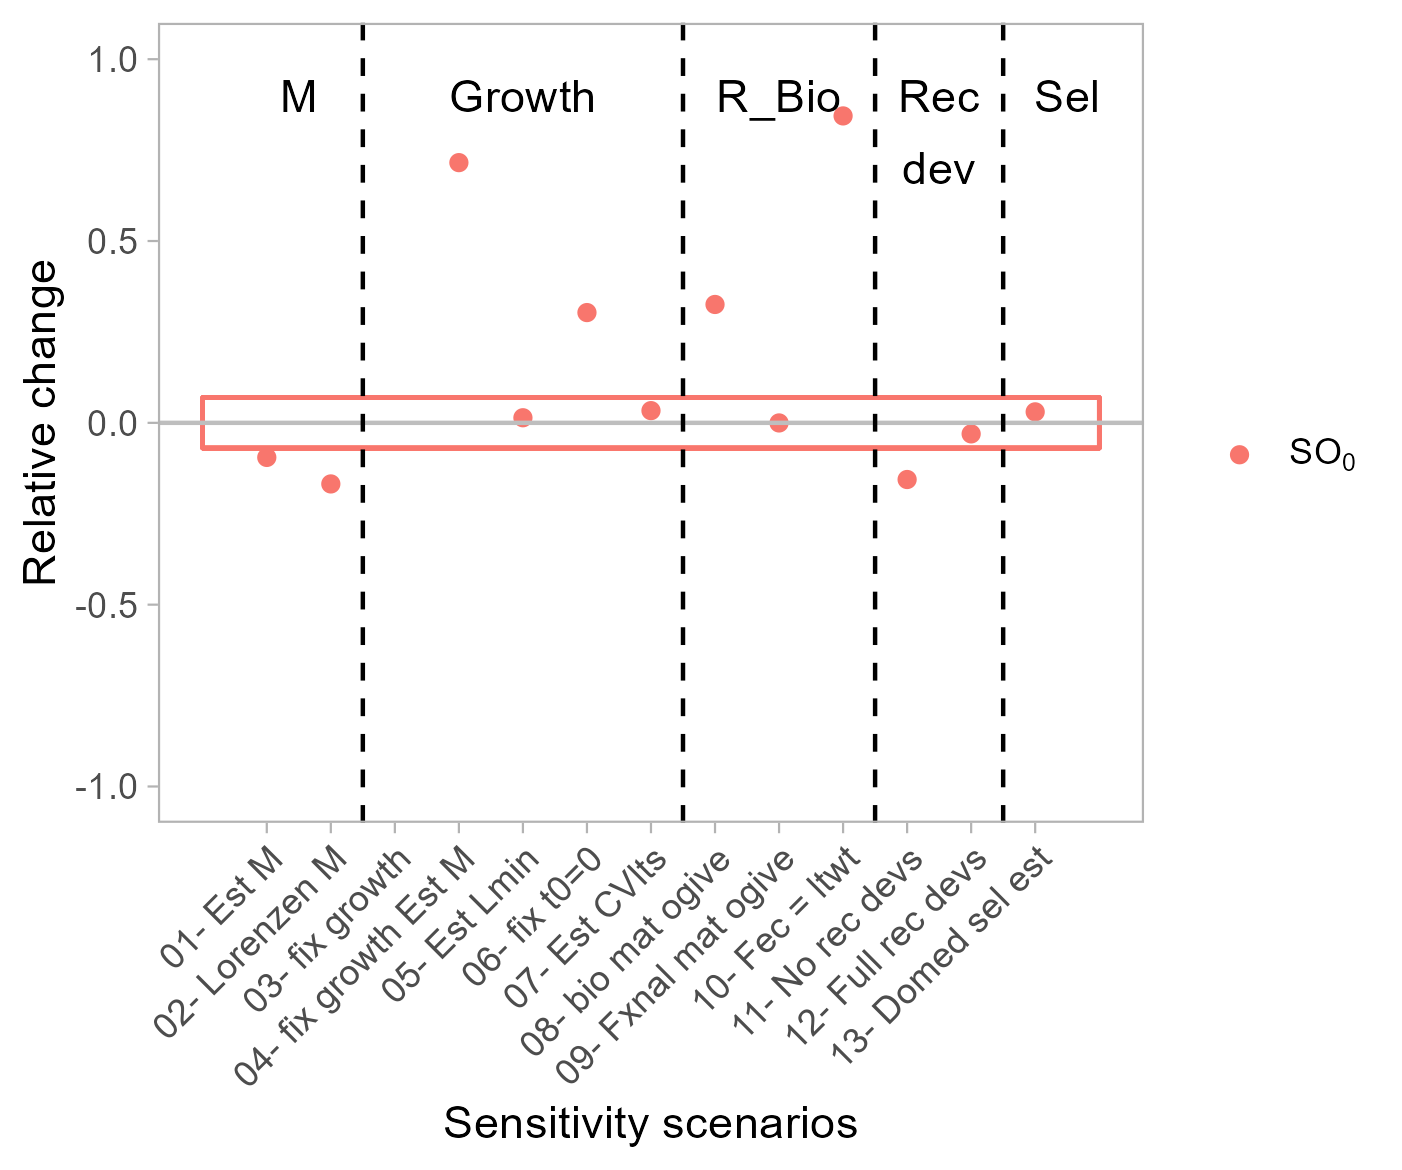 M
Growth
R_Bio
Rec
dev
Sel
1.0
0.5
0.0
-0.5
-1.0
Relative change
01- Est M
02- Lorenzen M
03- fix growth
04- fix growth Est M
05- Est Lmin
06- fix t0=0
07- Est CVlts
08- bio mat ogive
09- Fxnal mat ogive
10- Fec = ltwt
11- No rec devs
12- Full rec devs
13- Domed sel est
Sensitivity scenarios
SO₀